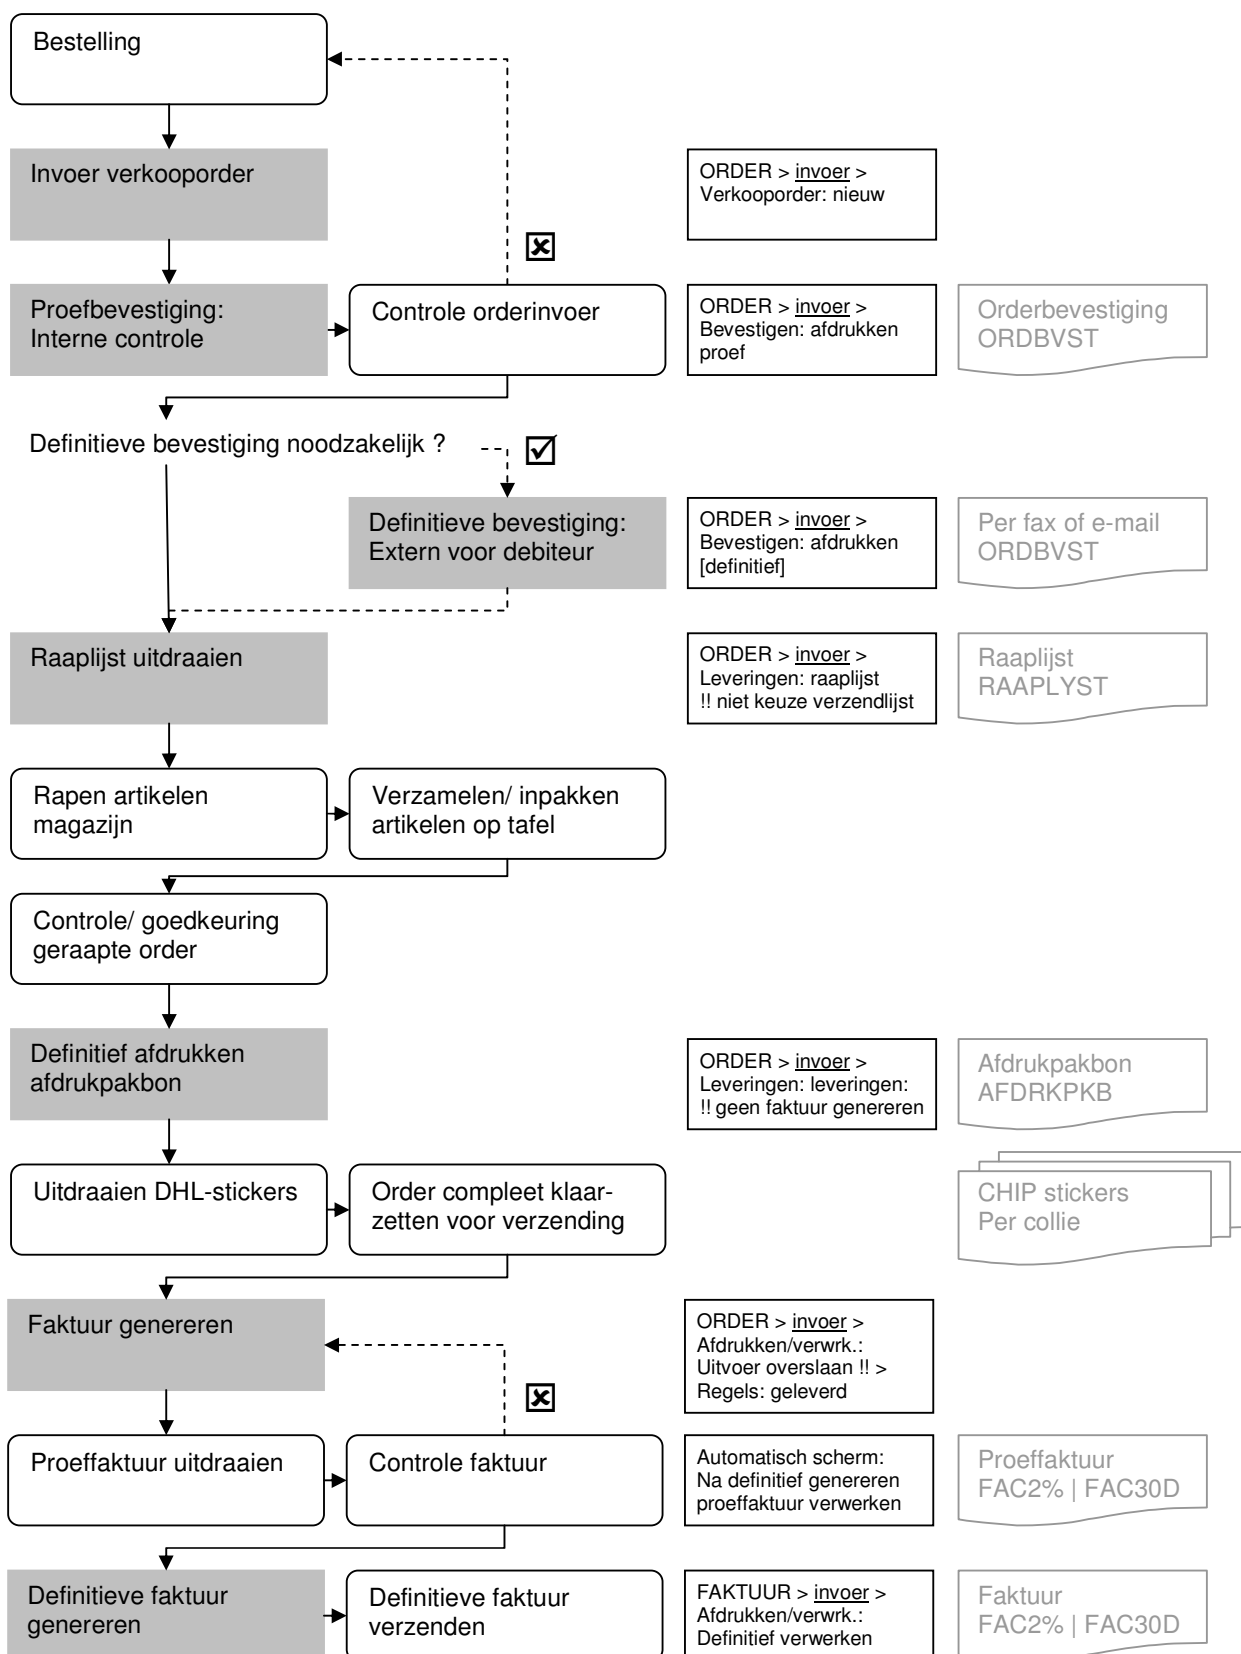 Bestelling
Invoer verkooporder
ORDER > invoer >
Verkooporder: nieuw
Proefbevestiging:
Interne controle
Controle orderinvoer
ORDER > invoer >
Bevestigen: afdrukken
proef
Orderbevestiging
ORDBVST
Definitieve bevestiging noodzakelijk ?
Definitieve bevestiging:
Extern voor debiteur
ORDER > invoer >
Bevestigen: afdrukken
[definitief]
Per fax of e-mail
ORDBVST
Raaplijst uitdraaien
ORDER > invoer >
Leveringen: raaplijst
!! niet keuze verzendlijst
Raaplijst
RAAPLYST
Rapen artikelen
magazijn
Verzamelen/ inpakken
artikelen op tafel
Controle/ goedkeuring
geraapte order
Definitief afdrukken
afdrukpakbon
ORDER > invoer >
Leveringen: leveringen:
!! geen faktuur genereren
Afdrukpakbon
AFDRKPKB
Uitdraaien DHL-stickers
Order compleet klaar-
zetten voor verzending
CHIP stickers
Per collie
Faktuur genereren
ORDER > invoer >
Afdrukken/verwrk.:
Uitvoer overslaan !! >
Regels: geleverd
Proeffaktuur uitdraaien
Controle faktuur
Automatisch scherm:
Na definitief genereren
proeffaktuur verwerken
Proeffaktuur
FAC2% | FAC30D
Definitieve faktuur
genereren
Definitieve faktuur
verzenden
FAKTUUR > invoer >
Afdrukken/verwrk.:
Definitief verwerken
Faktuur
FAC2% | FAC30D